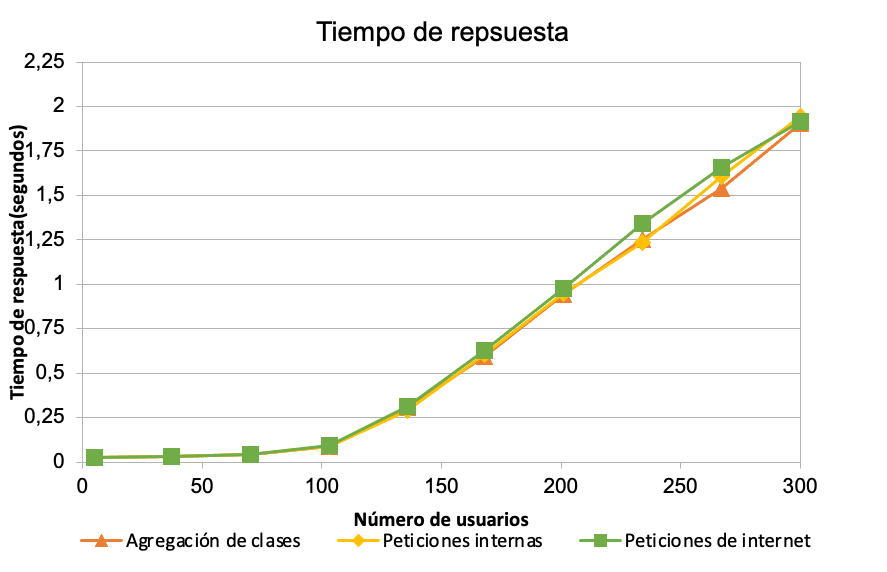 Tiempo de repsuesta
2,25
2
1,75
1,5
1,25
1
0,75
0,5
0,25
0
Tiempo de respuesta(segundos)
0 50 100 150 200 250 300
Número de usuarios
Agregación de clases Peticiones internas Peticiones de internet